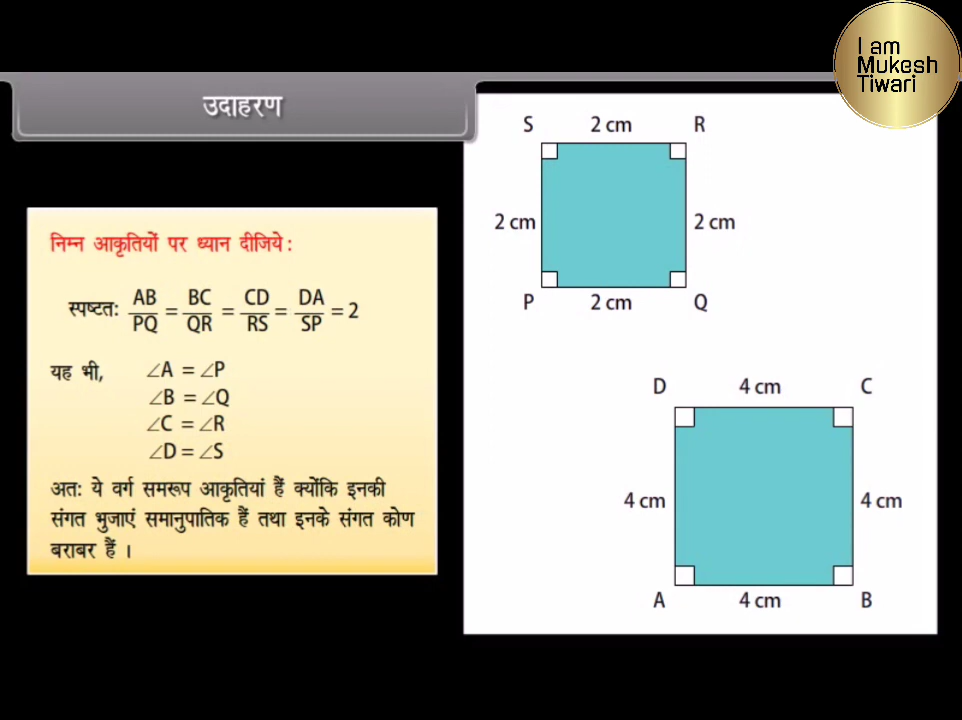 I am
Mukesh
Tiwari
उदाहरण
निम्न आकृतियों पर ध्यान दीजिये :
स्पष्टतः AB/PQ = BC/QR = CD/RS = DA/SP = 2
यह भी, ∠A = ∠P
∠B = ∠Q
∠C = ∠R
∠D = ∠S
अतः ये वर्ग समरूप आकृतियां हैं क्योंकि इनकी
संगत भुजाएं समानुपातिक हैं तथा इनके संगत कोण
बराबर हैं ।
S 2 cm R
2 cm 2 cm
P 2 cm Q
D 4 cm C
4 cm 4 cm
A 4 cm B